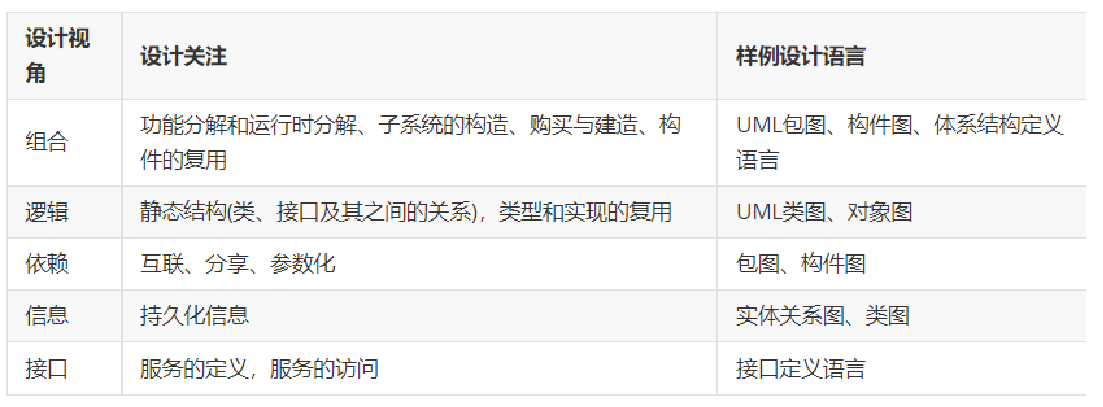 设计视
角
设计关注
样例设计语言
组合
功能分解和运行时分解、子系统的构造、购买与建造、构
件的复用
UML包图、构件图、体系结构定义
语言
逻辑
静态结构(类、接口及其之间的关系)，类型和实现的复用
UML类图、对象图
依赖
互联、分享、参数化
包图、构件图
信息
持久化信息
实体关系图、类图
接口
服务的定义，服务的访问
接口定义语言